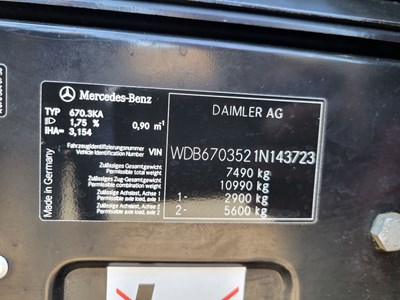 Mercedes-Benz
DAIMLER AG
TYP 670.3KA
1,75 % 0,90 m⁻¹
IHA= 3,154
Fahrzeugidentifizierungsnummer
Vehicle Identification Number VIN WDB6703521N143723
Zulässiges Gesamtgewicht
Permissible total weight 7490 kg
Zulässiges Zug-Gesamtgewicht
Permissible combination weight 10990 kg
Zulässige Achslast, Achse 1
Permissible axle load, axle 1 1- 2900 kg
Zulässige Achslast, Achse 2
Permissible axle load, axle 2 2- 5600 kg
Made in Germany